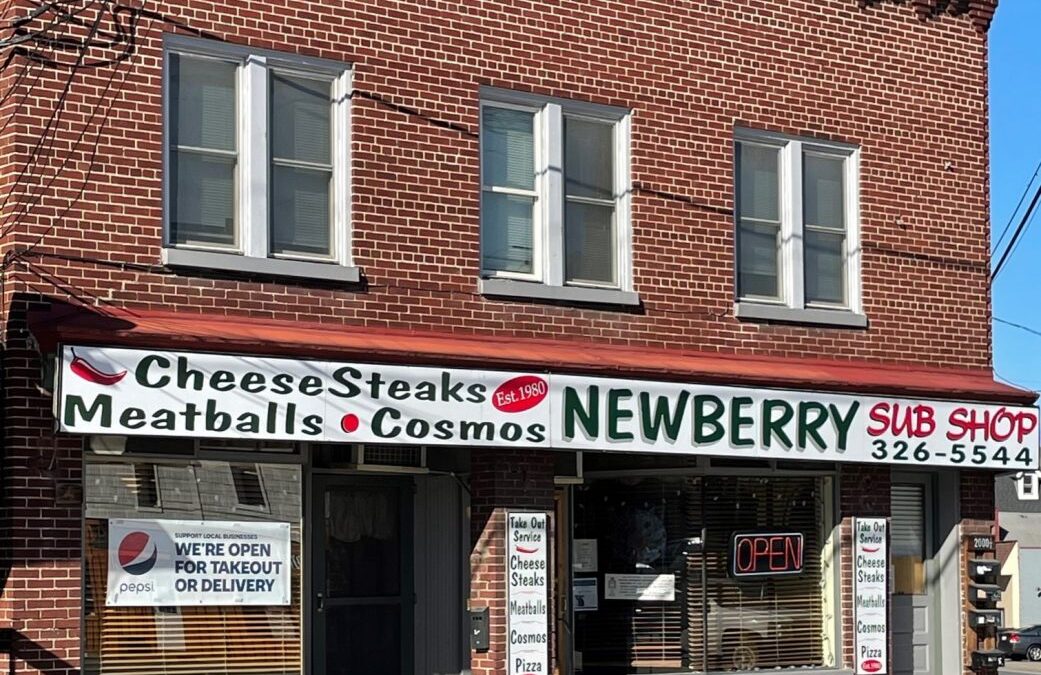 CheeseSteaks
Est.1980
Meatballs • Cosmos
NEWBERRY
SUB SHOP
326-5544
SUPPORT LOCAL BUSINESSES
WE'RE OPEN
FOR TAKEOUT
OR DELIVERY
pepsi
Take Out
Service
Cheese
Steaks
Meatballs
Cosmos
Pizza
OPEN
Take Out
Service
Cheese
Steaks
Meatballs
Cosmos
Pizza
Est.1980